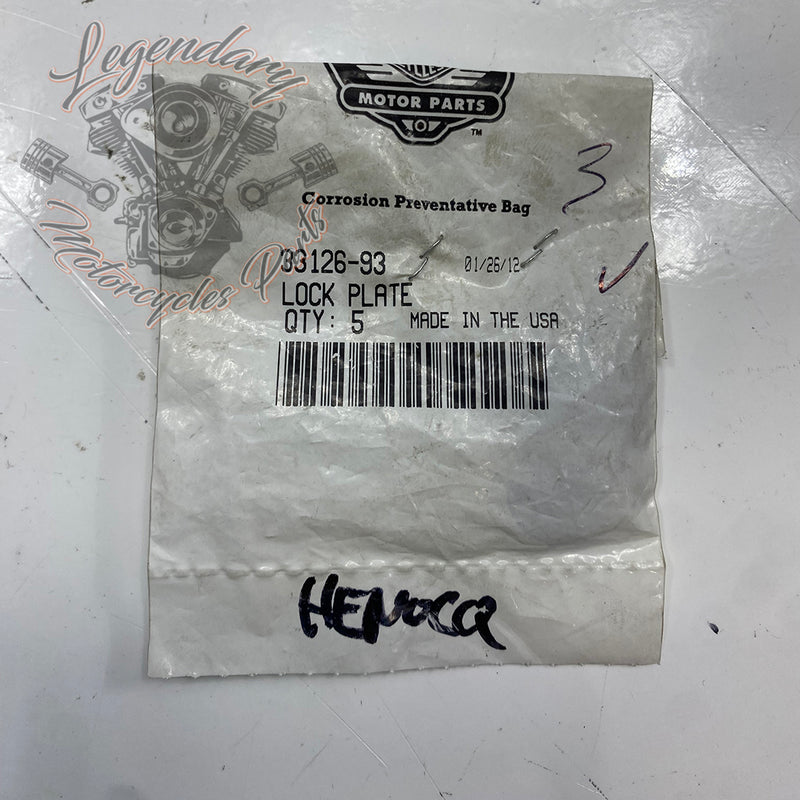 Legendary
Motorcycles Parts
MOTOR PARTS
TM
3
Corrosion Preventative Bag
33126-93
01/26/12
LOCK PLATE
QTY: 5 MADE IN THE USA